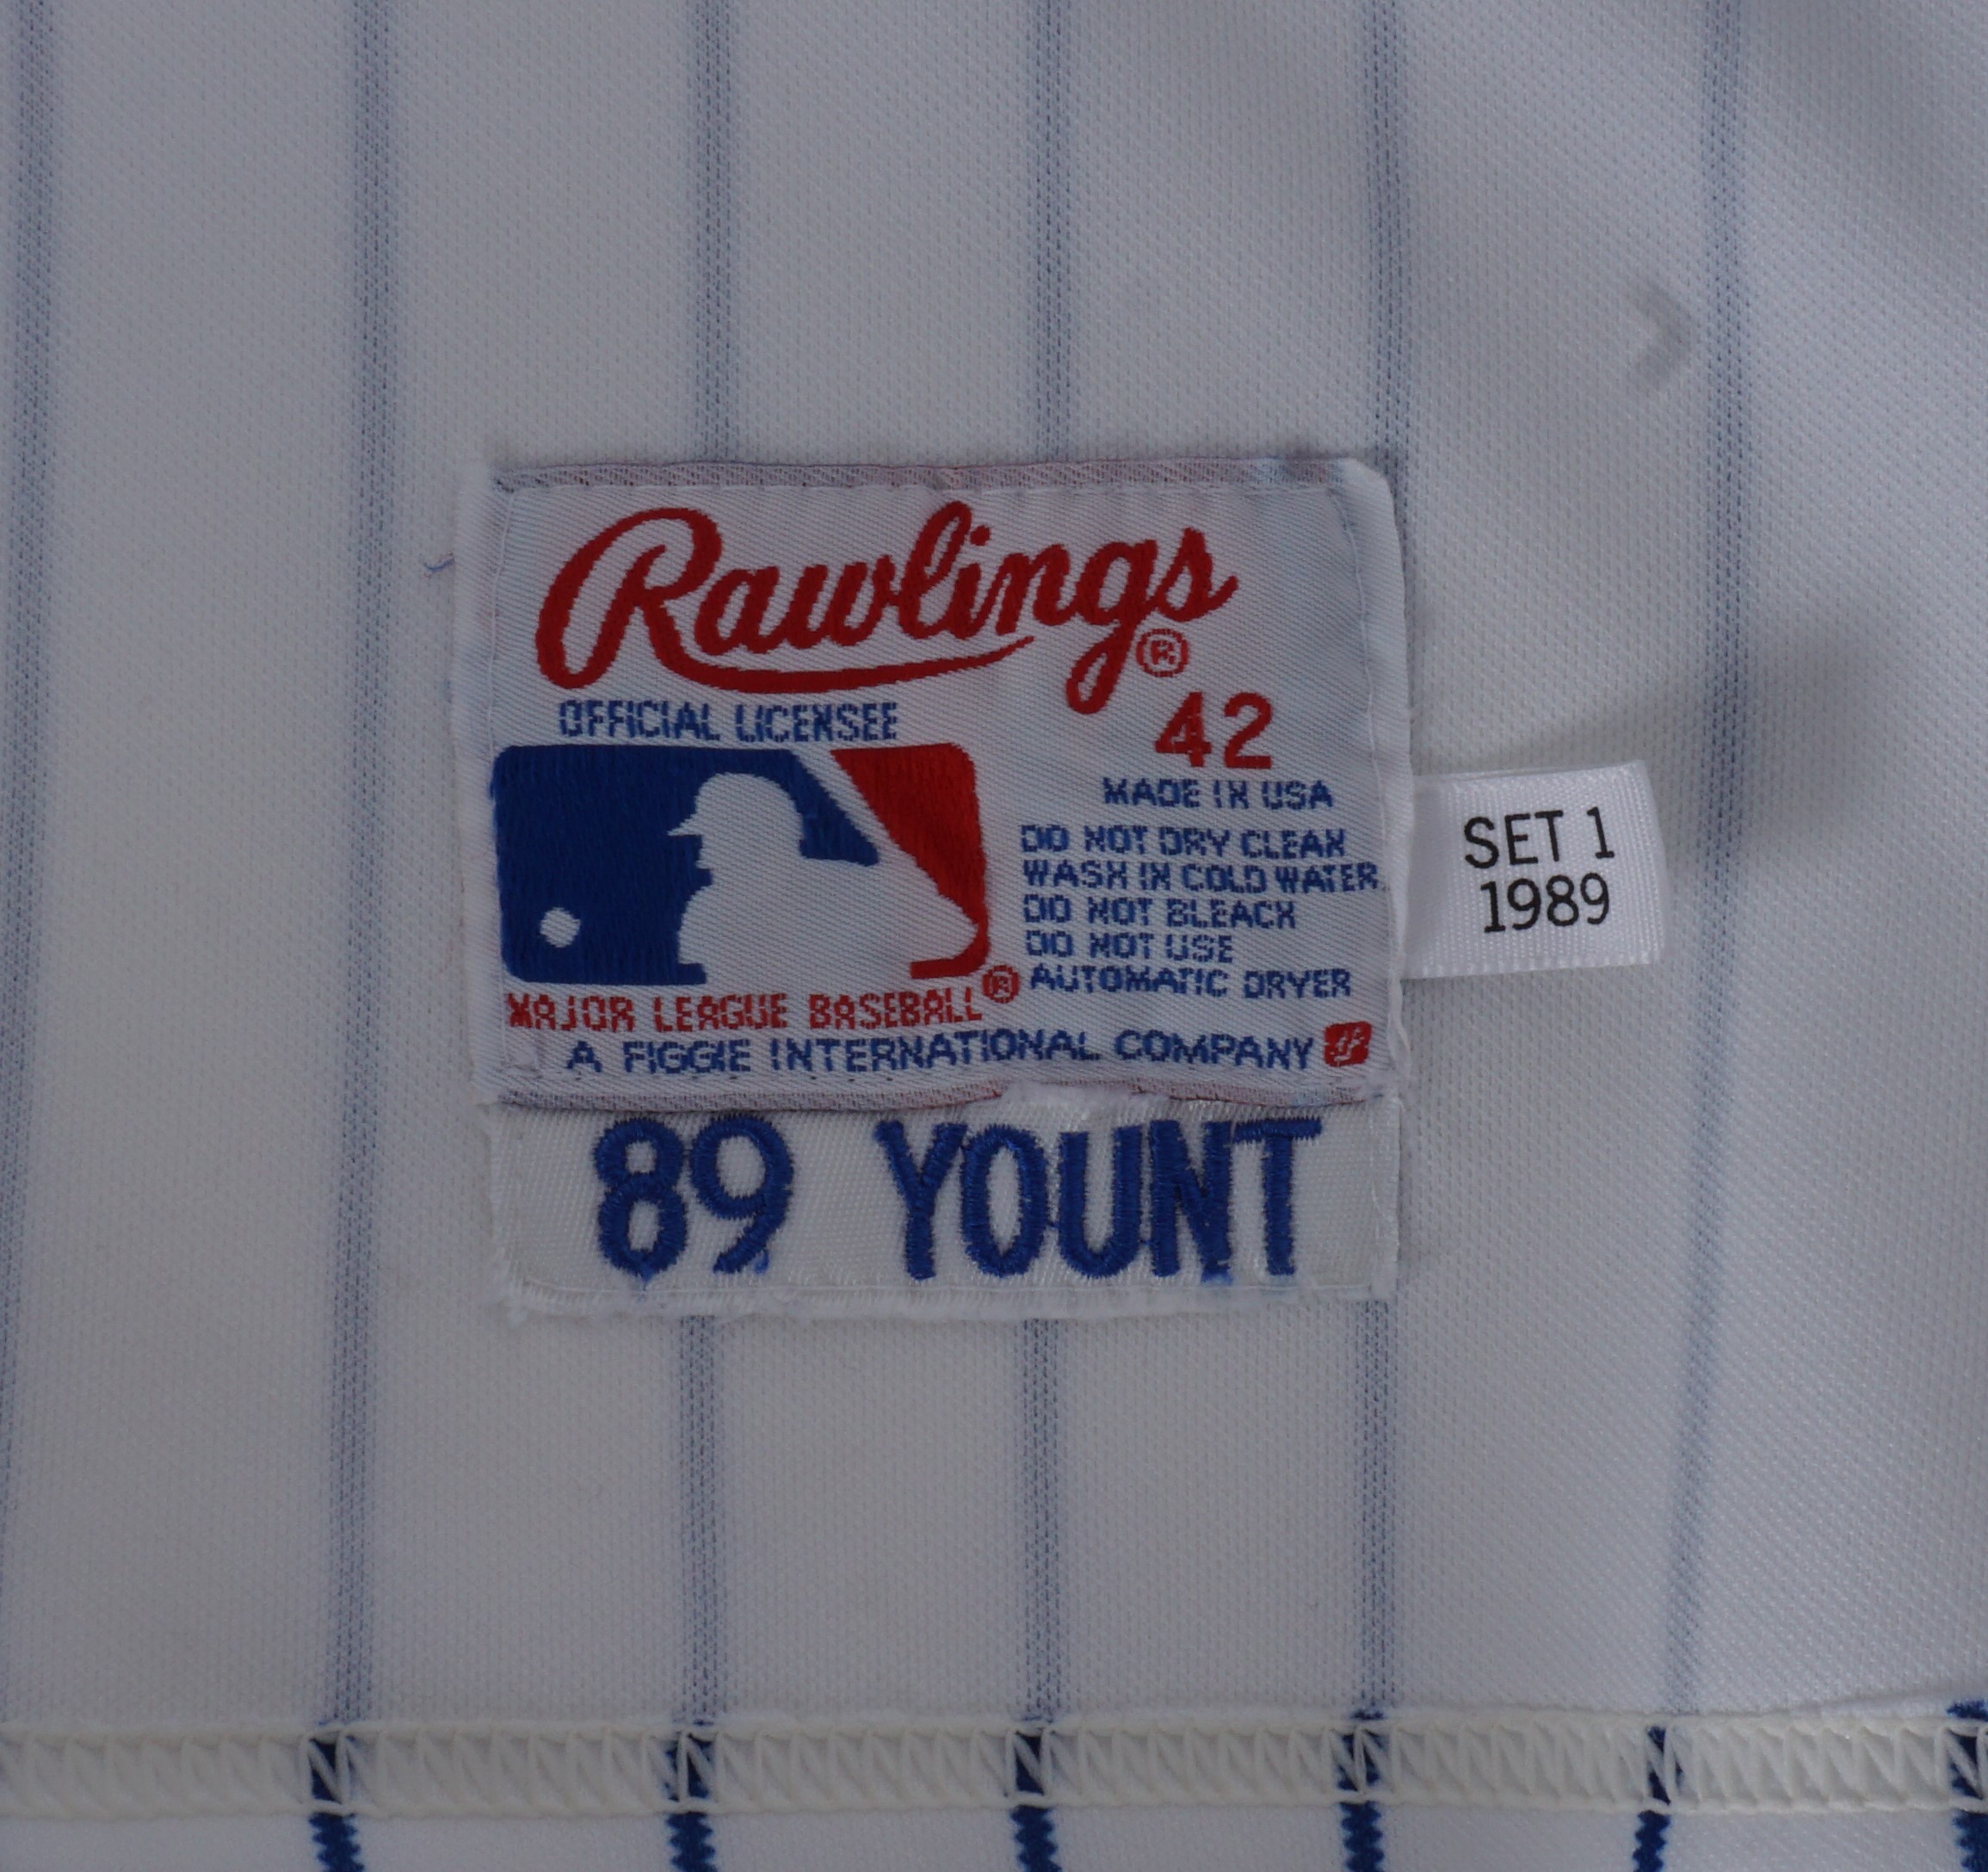 Rawlings ®
OFFICIAL LICENSEE
42
MADE IN USA
DO NOT DRY CLEAN
WASH IN COLD WATER.
DO NOT BLEACH
DO NOT USE
AUTOMATIC DRYER
MAJOR LEAGUE BASEBALL ®
A FIGGIE INTERNATIONAL COMPANY
SET 1
1989
89 YOUNT